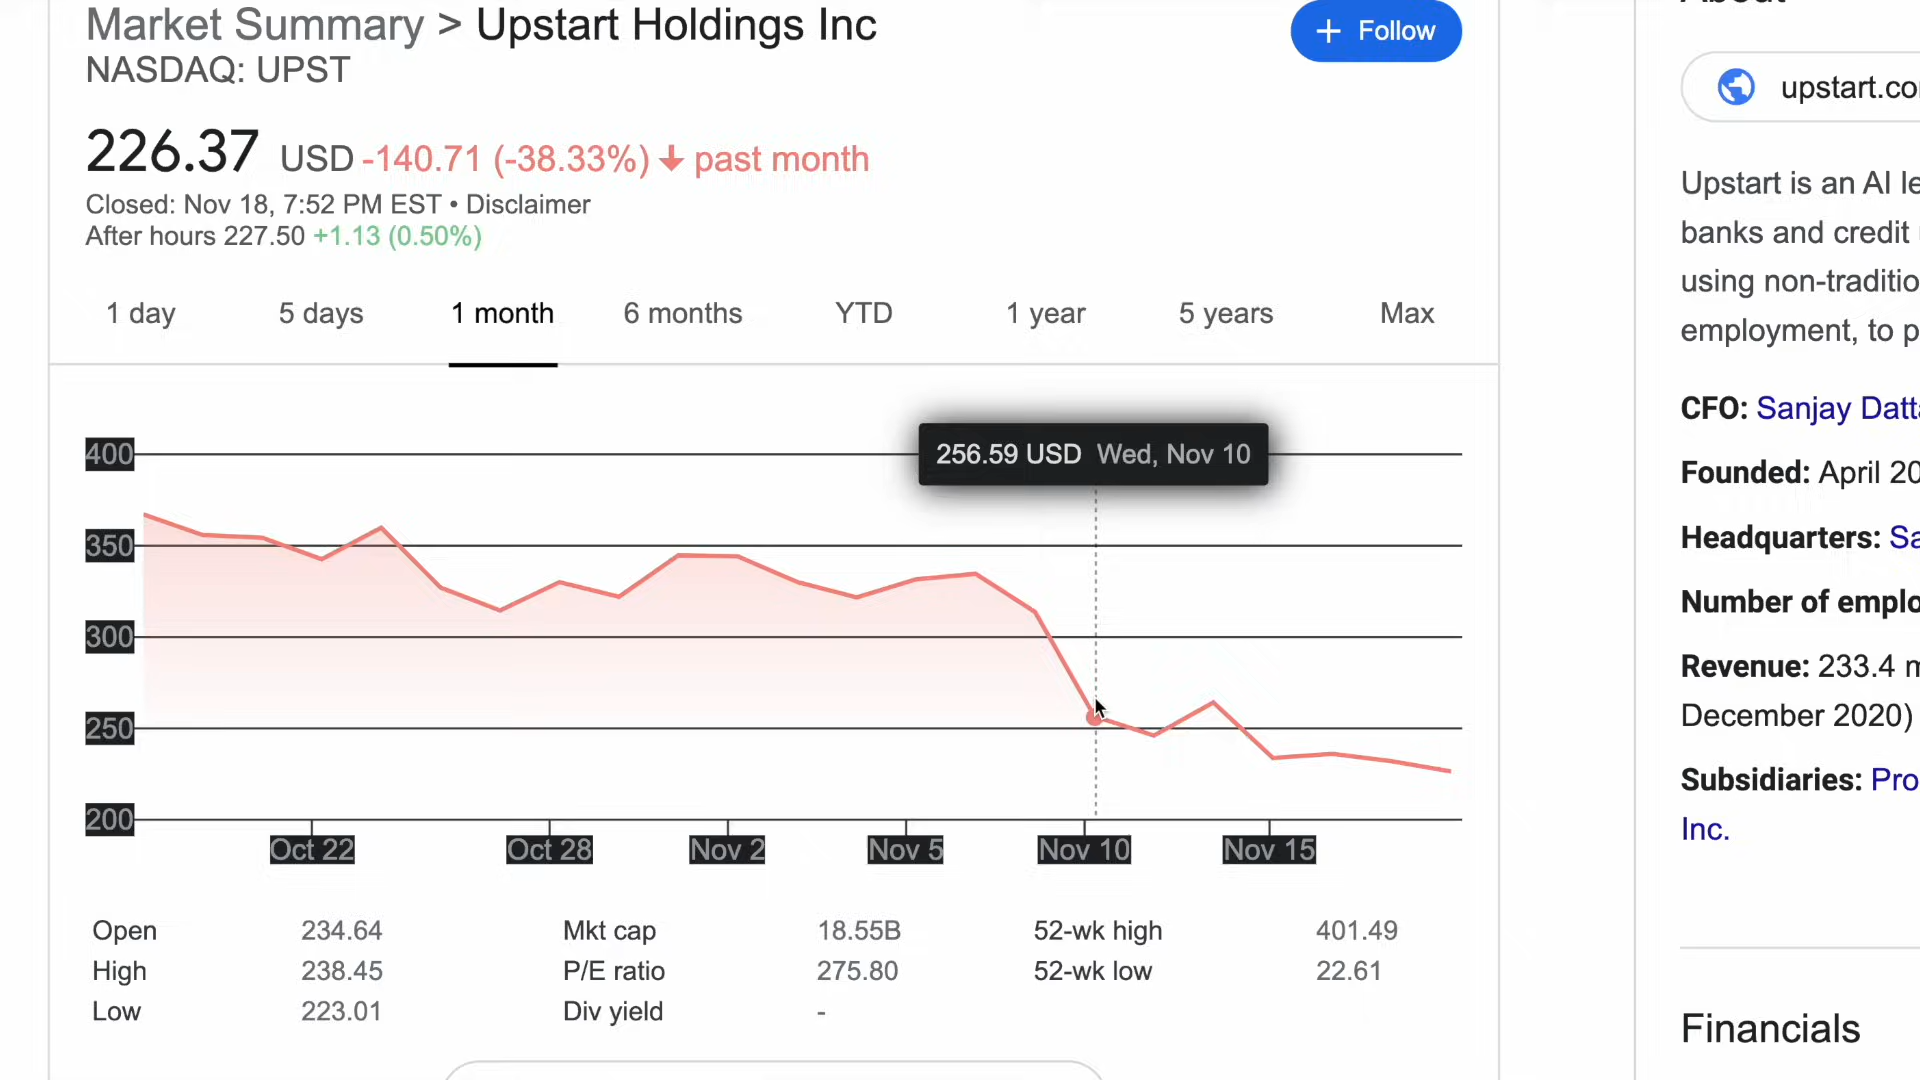 Market Summary > Upstart Holdings Inc
+ Follow
NASDAQ: UPST
226.37 USD -140.71 (-38.33%) ↓ past month
Closed: Nov 18, 7:52 PM EST • Disclaimer
After hours 227.50 +1.13 (0.50%)
1 day 5 days 1 month 6 months YTD 1 year 5 years Max
256.59 USD Wed, Nov 10
400
350
300
250
200
Oct 22 Oct 28 Nov 2 Nov 5 Nov 10 Nov 15
Open 234.64 Mkt cap 18.55B 52-wk high 401.49
High 238.45 P/E ratio 275.80 52-wk low 22.61
Low 223.01 Div yield -
upstart.co
Upstart is an AI le
banks and credit
using non-traditio
employment, to p
CFO: Sanjay Datt
Founded: April 20
Headquarters: Sa
Number of emplo
Revenue: 233.4 m
December 2020)
Subsidiaries: Pro
Inc.
Financials